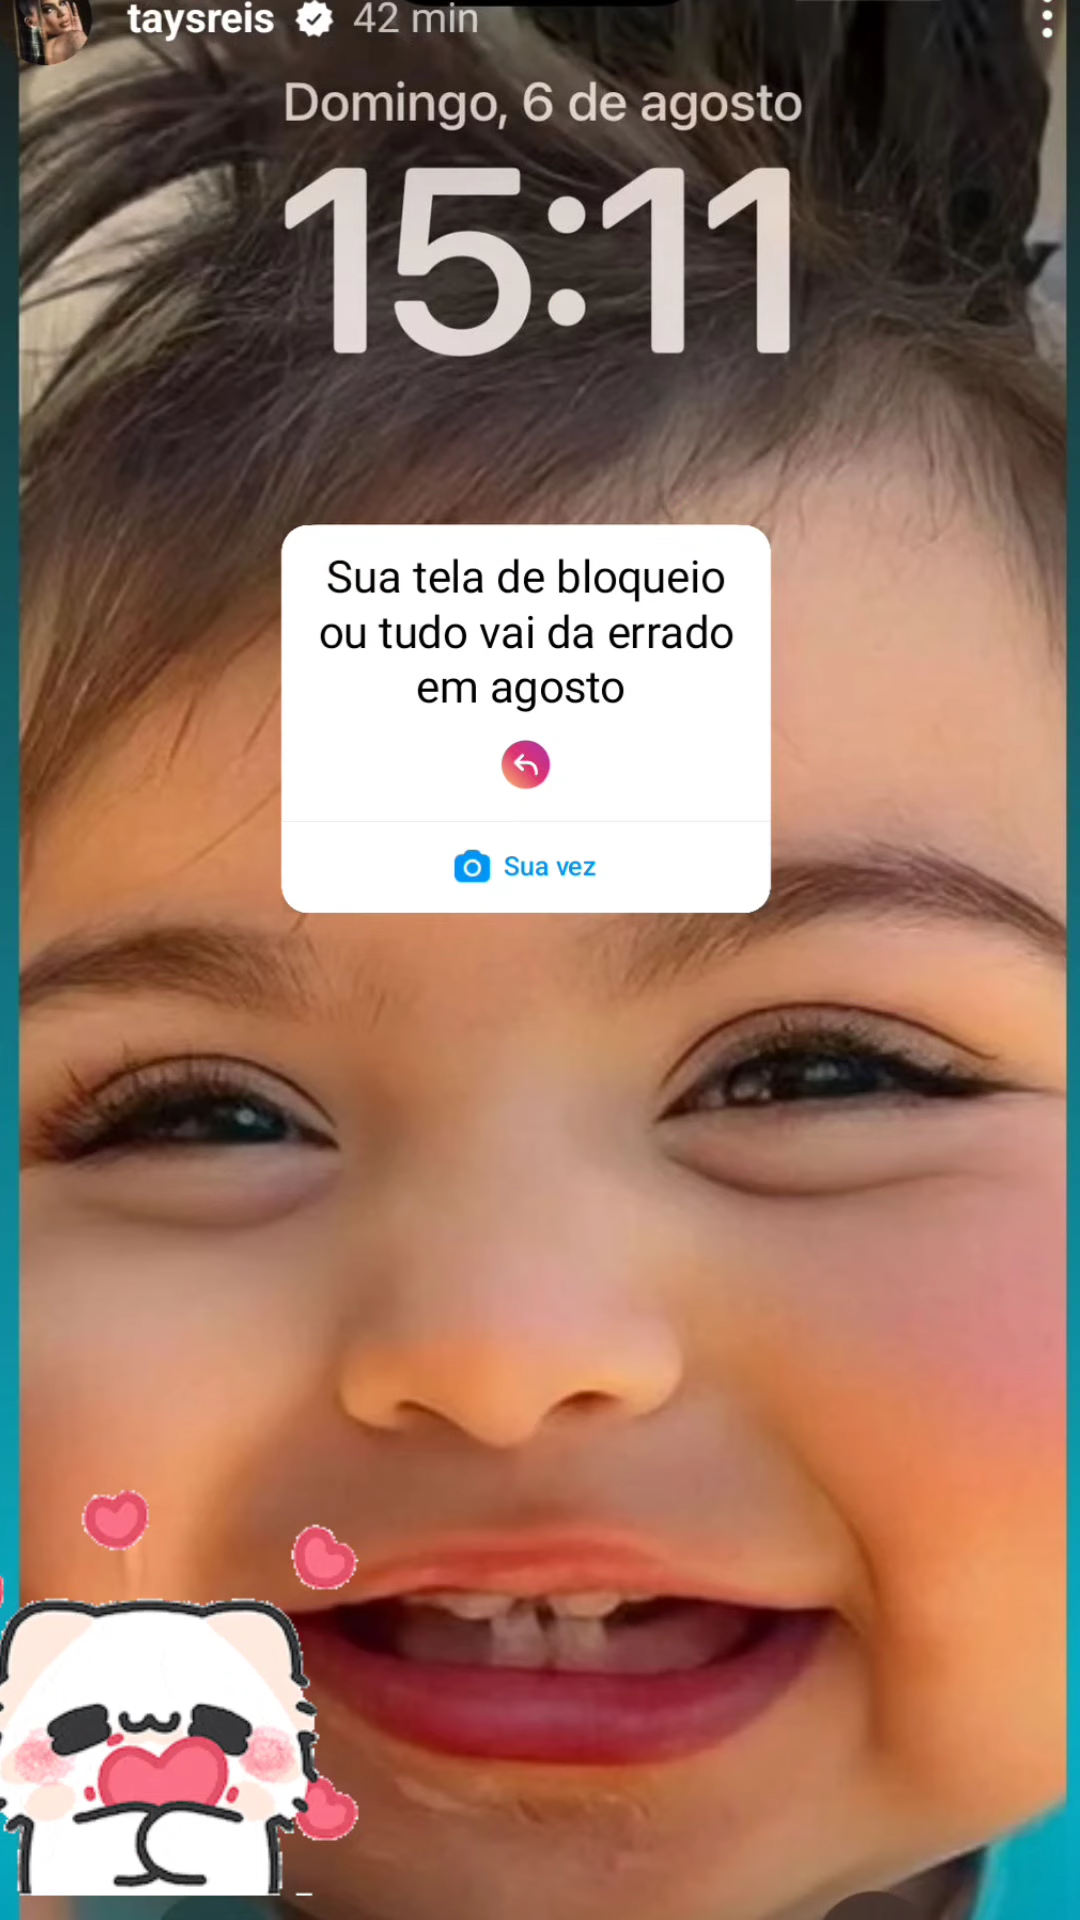 taysreis 42 min
Domingo, 6 de agosto
15:11
Sua tela de bloqueio
ou tudo vai da errado
em agosto
Sua vez